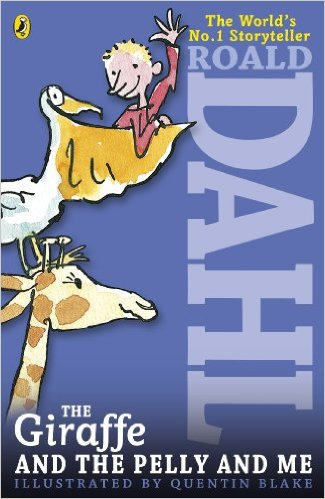 The World's
No.1 Storyteller
ROALD
DAHL
THE
Giraffe
AND THE PELLY AND ME
ILLUSTRATED BY QUENTIN BLAKE